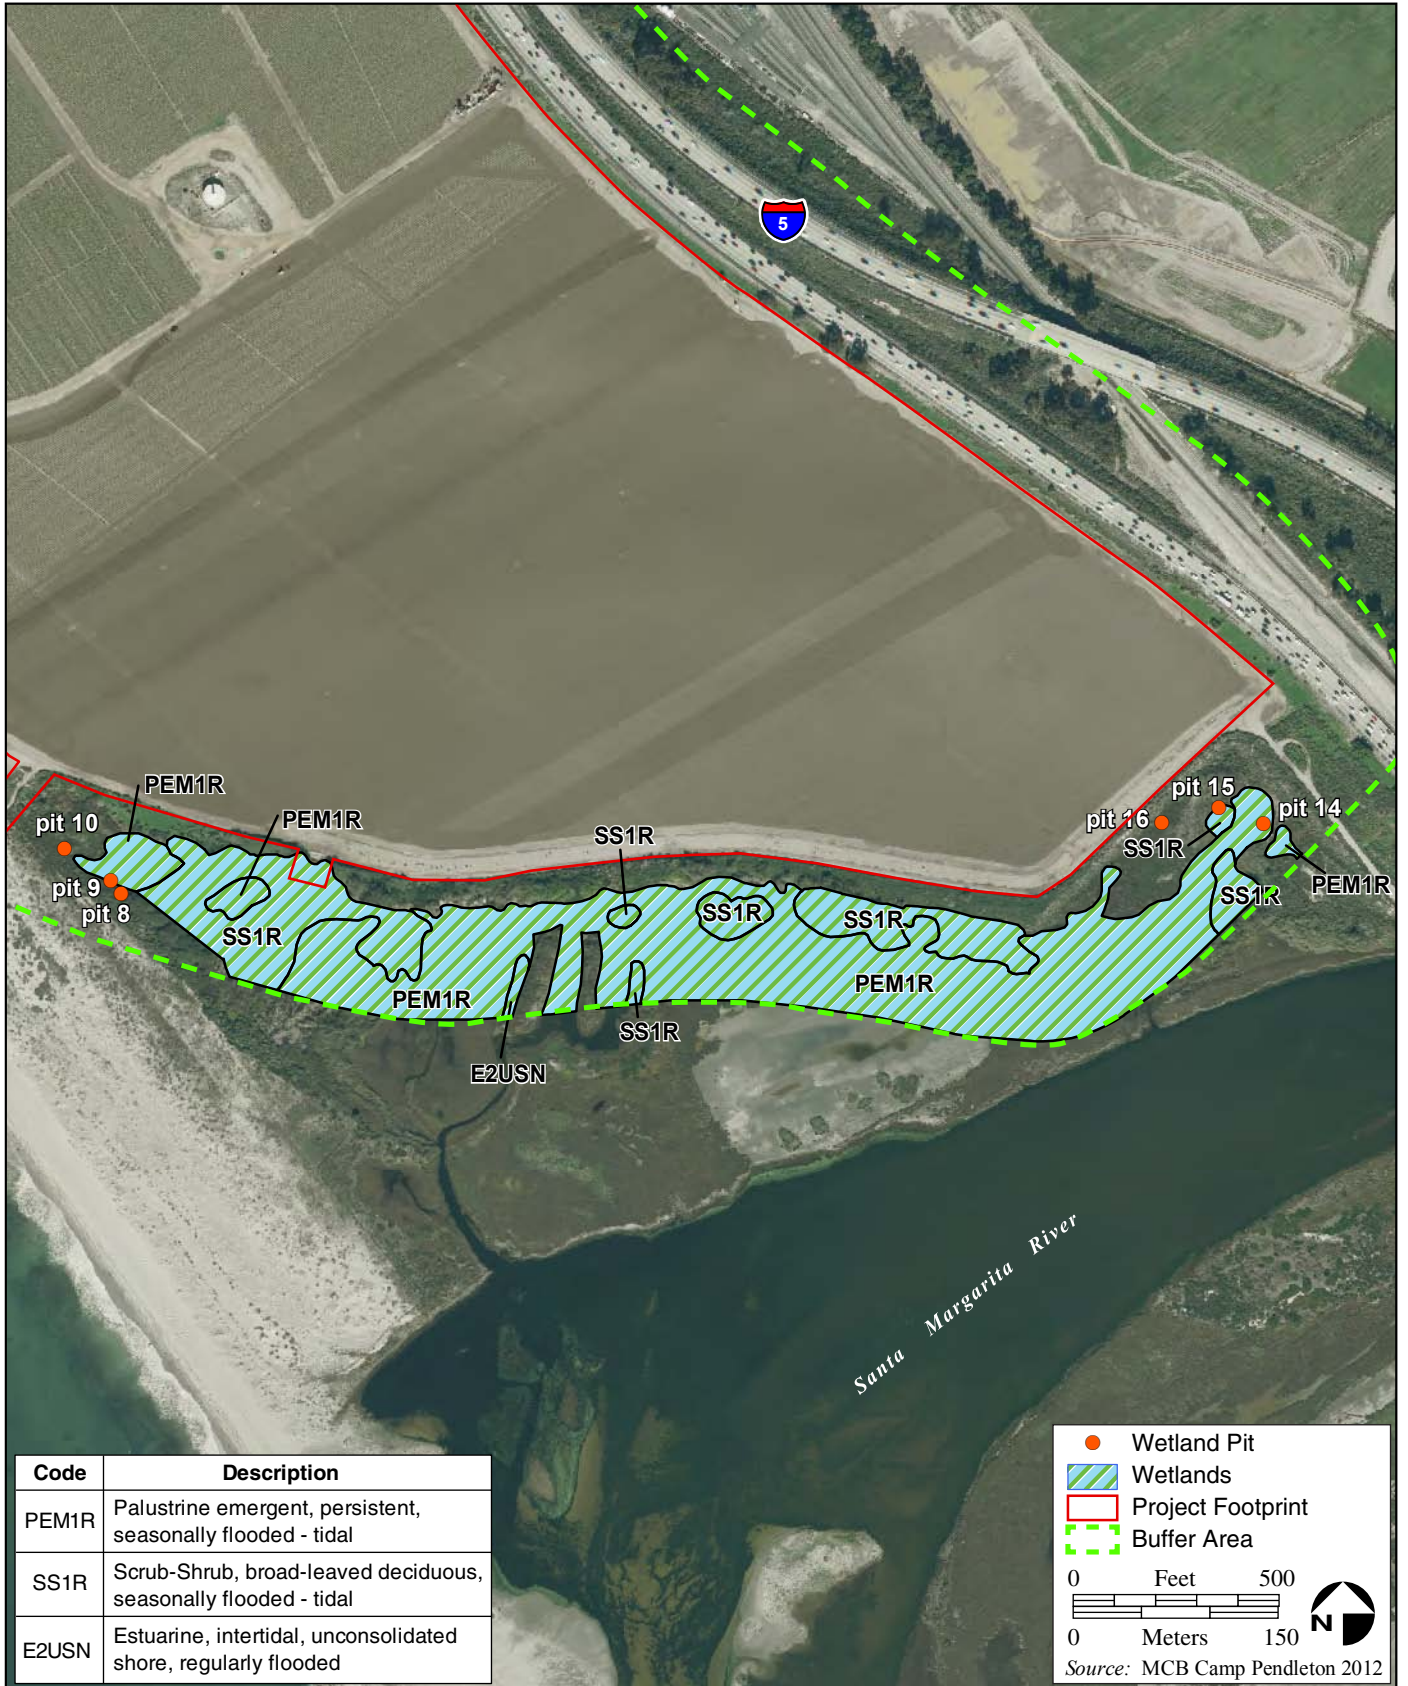 5
PEM1R
PEM1R
pit 10
pit 9
pit 8
SS1R
SS1R
SS1R
SS1R
PEM1R
PEM1R
SS1R
E2USN
pit 15
pit 14
pit 16
SS1R
SS1R
PEM1R
Santa Margarita River
Code Description
PEM1R Palustrine emergent, persistent,
seasonally flooded - tidal
SS1R Scrub-Shrub, broad-leaved deciduous,
seasonally flooded - tidal
E2USN Estuarine, intertidal, unconsolidated
shore, regularly flooded
Wetland Pit
Wetlands
Project Footprint
Buffer Area
0 Feet 500
0 Meters 150
N
Source: MCB Camp Pendleton 2012